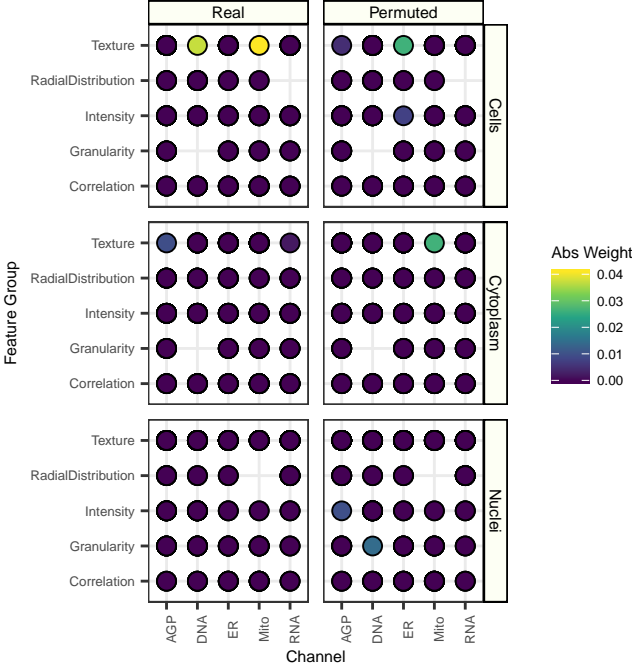 Real
Permuted
Texture
RadialDistribution
Intensity
Granularity
Correlation
Cells
Texture
RadialDistribution
Intensity
Granularity
Correlation
Cytoplasm
Texture
RadialDistribution
Intensity
Granularity
Correlation
Nuclei
Feature Group
AGP
DNA
ER
Mito
RNA
AGP
DNA
ER
Mito
RNA
Channel
Abs Weight
0.04
0.03
0.02
0.01
0.00